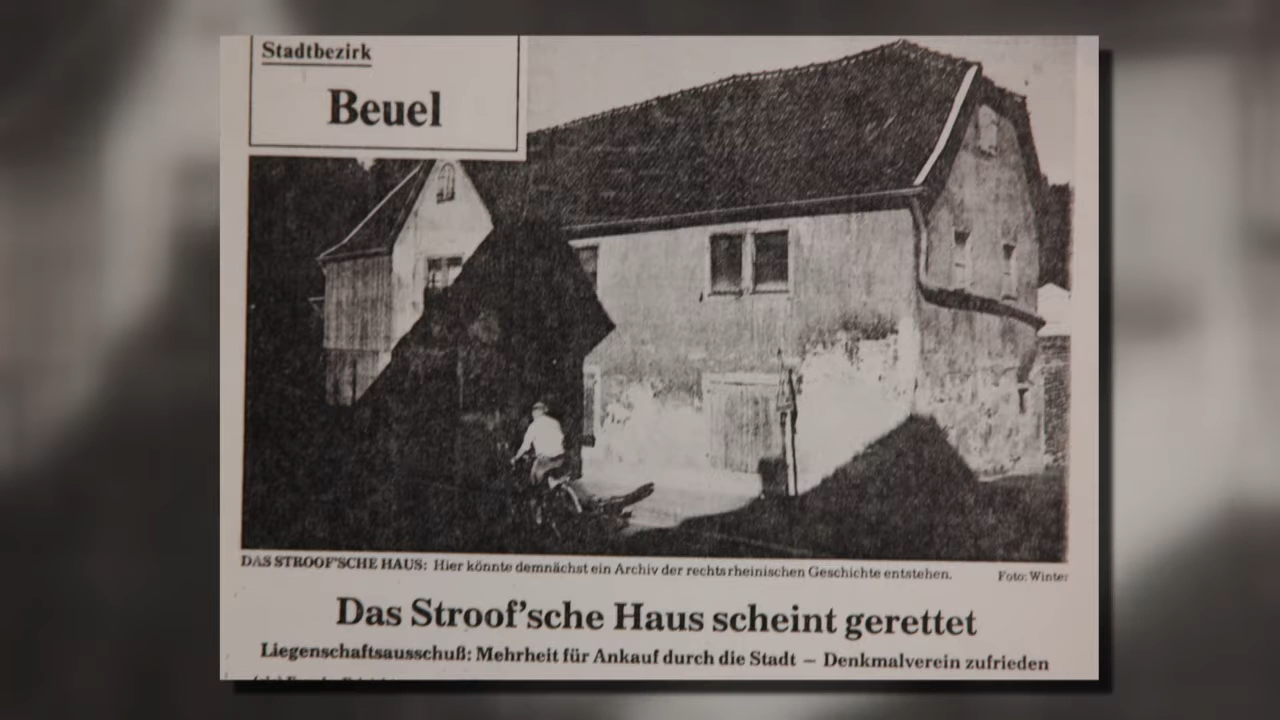 Stadtbezirk
Beuel
DAS STROOF'SCHE HAUS: Hier könnte demnächst ein Archiv der rechtsrheinischen Geschichte entstehen. Foto: Winter
Das Stroof'sche Haus scheint gerettet
Liegenschaftsausschuß: Mehrheit für Ankauf durch die Stadt – Denkmalverein zufrieden